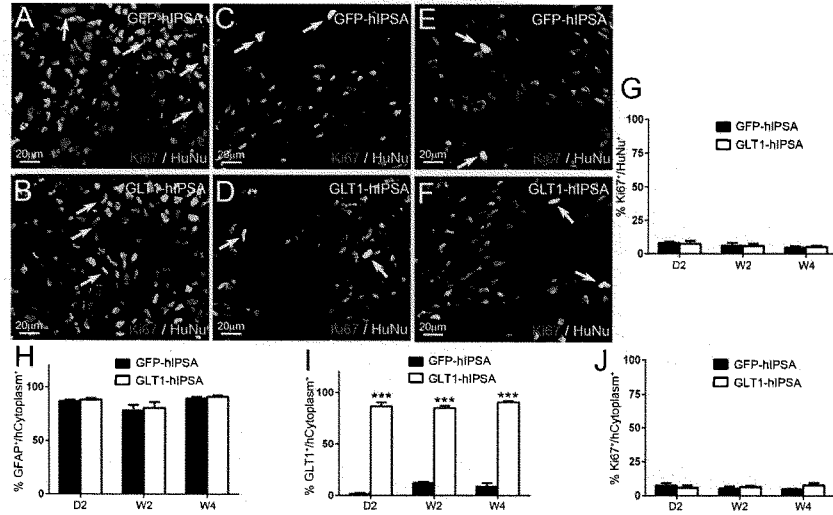 A
GFP-hIPSA
20μm
Ki67 / HuNu
C
GFP-hIPSA
20μm
Ki67 / HuNu
E
GFP-hIPSA
20μm
Ki67 / HuNu
B
GLT1-hIPSA
20μm
Ki67 / HuNu
D
GLT1-hIPSA
20μm
Ki67 / HuNu
F
GLT1-hIPSA
20μm
Ki67 / HuNu
G
% Ki67⁺/HuNu⁺
100
75
50
25
0
GFP-hIPSA
GLT1-hIPSA
D2 W2 W4
H
% GFAP⁺/hCytoplasm⁺
100
50
0
GFP-hIPSA
GLT1-hIPSA
D2 W2 W4
I
% GLT1⁺/hCytoplasm⁺
100
50
0
GFP-hIPSA
GLT1-hIPSA
*** *** ***
D2 W2 W4
J
% Ki67⁺/hCytoplasm⁺
100
75
50
25
0
GFP-hIPSA
GLT1-hIPSA
D2 W2 W4